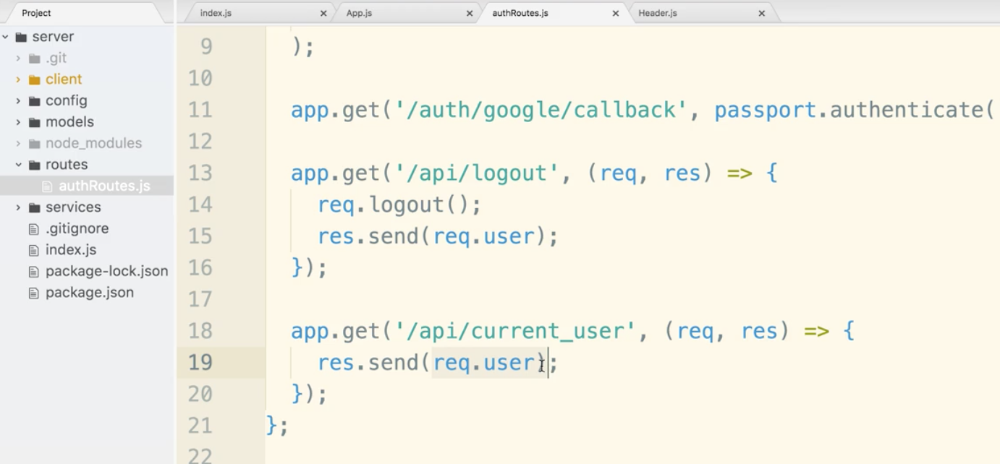 Project
index.js
App.js
authRoutes.js
Header.js
server
.git
client
config
models
node_modules
routes
authRoutes.js
services
.gitignore
index.js
package-lock.json
package.json
9 );
10
11 app.get('/auth/google/callback', passport.authenticate(
12
13 app.get('/api/logout', (req, res) => {
14 req.logout();
15 res.send(req.user);
16 });
17
18 app.get('/api/current_user', (req, res) => {
19 res.send(req.user);
20 });
21 };
22